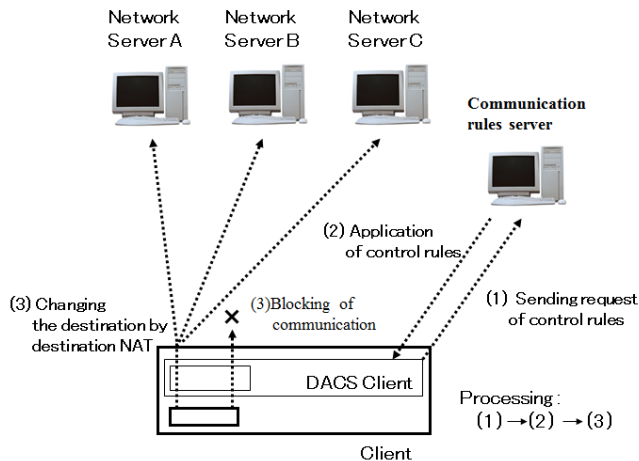 Network
Server A
Network
Server B
Network
Server C
Communication
rules server
(2) Application
of control rules
(1) Sending request
of control rules
(3) Changing
the destination by
destination NAT
(3)Blocking of
communication
DACS Client
Client
Processing:
(1) →(2) →(3)